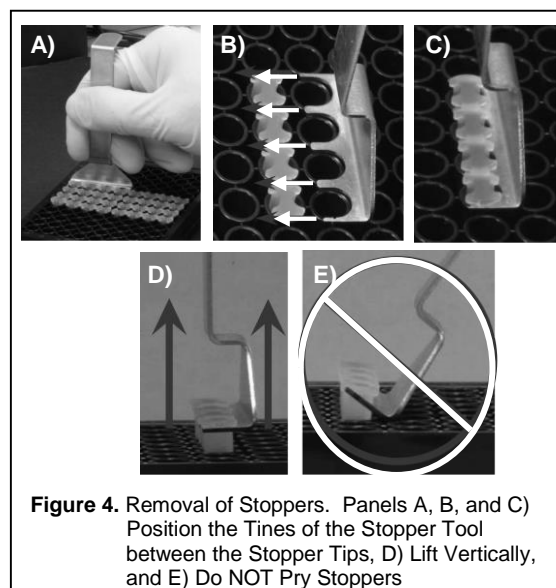 A)
B)
C)
D)
E)
Figure 4. Removal of Stoppers. Panels A, B, and C)
Position the Tines of the Stopper Tool
between the Stopper Tips, D) Lift Vertically,
and E) Do NOT Pry Stoppers